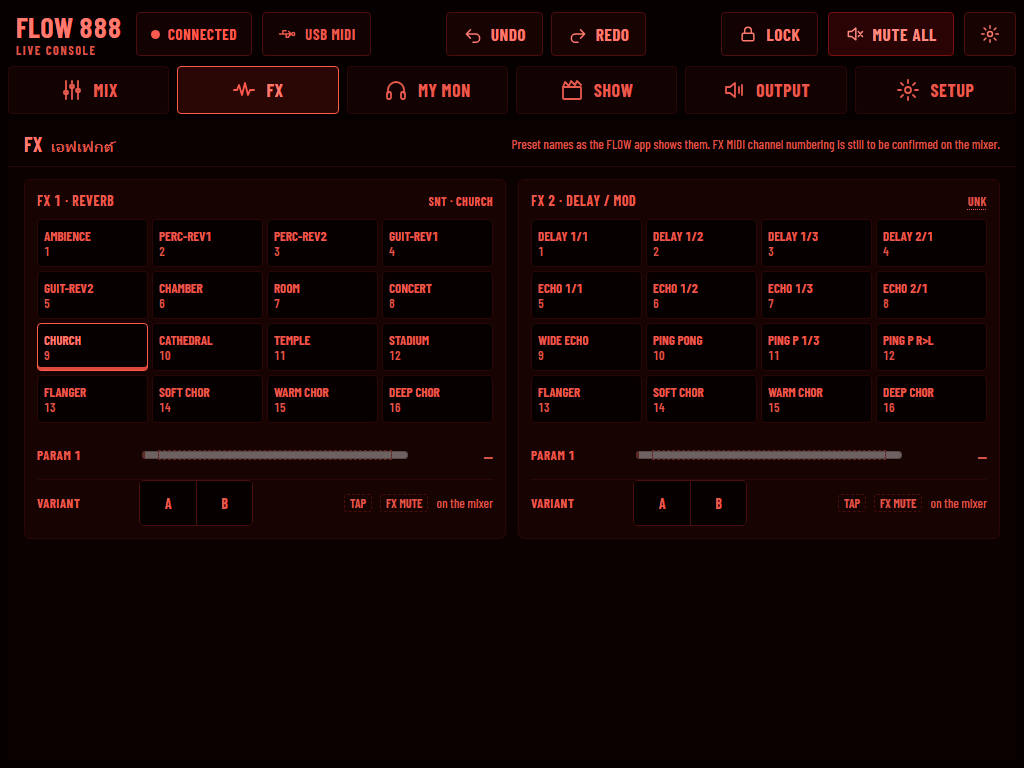 FLOW 888
LIVE CONSOLE
CONNECTED
USB MIDI
UNDO
REDO
LOCK
MUTE ALL
MIX
FX
MY MON
SHOW
OUTPUT
SETUP
FX เอฟเฟกต์
Preset names as the FLOW app shows them. FX MIDI channel numbering is still to be confirmed on the mixer.
FX 1 · REVERB
SNT · CHURCH
AMBIENCE
1
PERC-REV1
2
PERC-REV2
3
GUIT-REV1
4
GUIT-REV2
5
CHAMBER
6
ROOM
7
CONCERT
8
CHURCH
9
CATHEDRAL
10
TEMPLE
11
STADIUM
12
FLANGER
13
SOFT CHOR
14
WARM CHOR
15
DEEP CHOR
16
PARAM 1
–
VARIANT
A
B
TAP
FX MUTE
on the mixer
FX 2 · DELAY / MOD
UNK
DELAY 1/1
1
DELAY 1/2
2
DELAY 1/3
3
DELAY 2/1
4
ECHO 1/1
5
ECHO 1/2
6
ECHO 1/3
7
ECHO 2/1
8
WIDE ECHO
9
PING PONG
10
PING P 1/3
11
PING P R>L
12
FLANGER
13
SOFT CHOR
14
WARM CHOR
15
DEEP CHOR
16
PARAM 1
–
VARIANT
A
B
TAP
FX MUTE
on the mixer